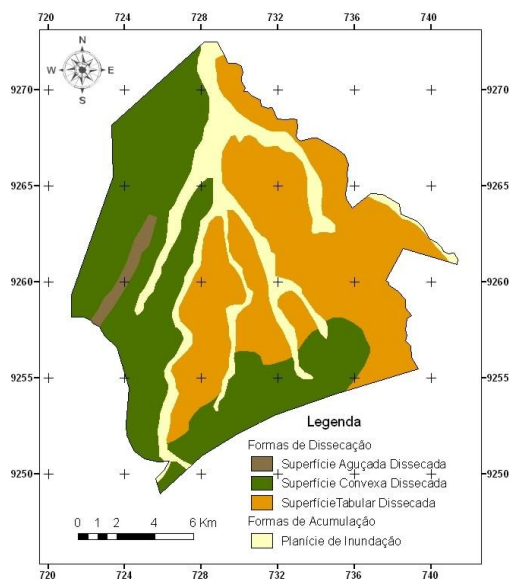 720 724 728 732 736 740
N
W E
S
9270 9270
9265 9265
9260 9260
9255 9255
9250 9250
Legenda
Formas de Dissecação
Superfície Aguçada Dissecada
Superfície Convexa Dissecada
SuperfícieTabular Dissecada
Formas de Acumulação
Planície de Inundação
0 1 2 4 6 Km
720 724 728 732 736 740